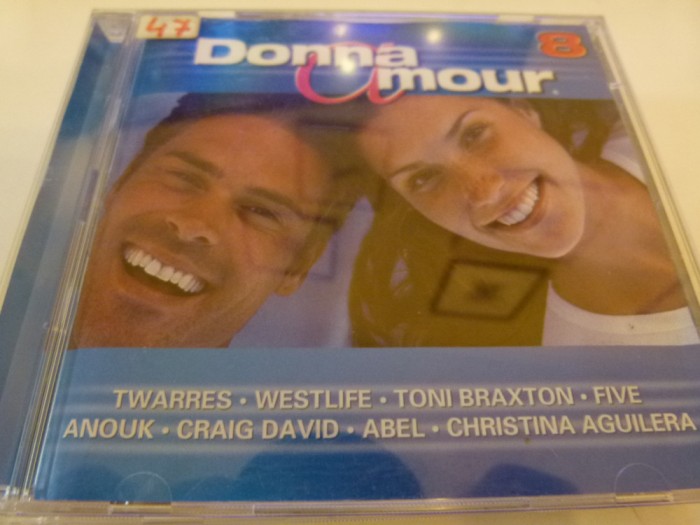 47
Donna
Amour
8
TWARRES • WESTLIFE • TONI BRAXTON • FIVE
ANOUK • CRAIG DAVID • ABEL • CHRISTINA AGUILERA